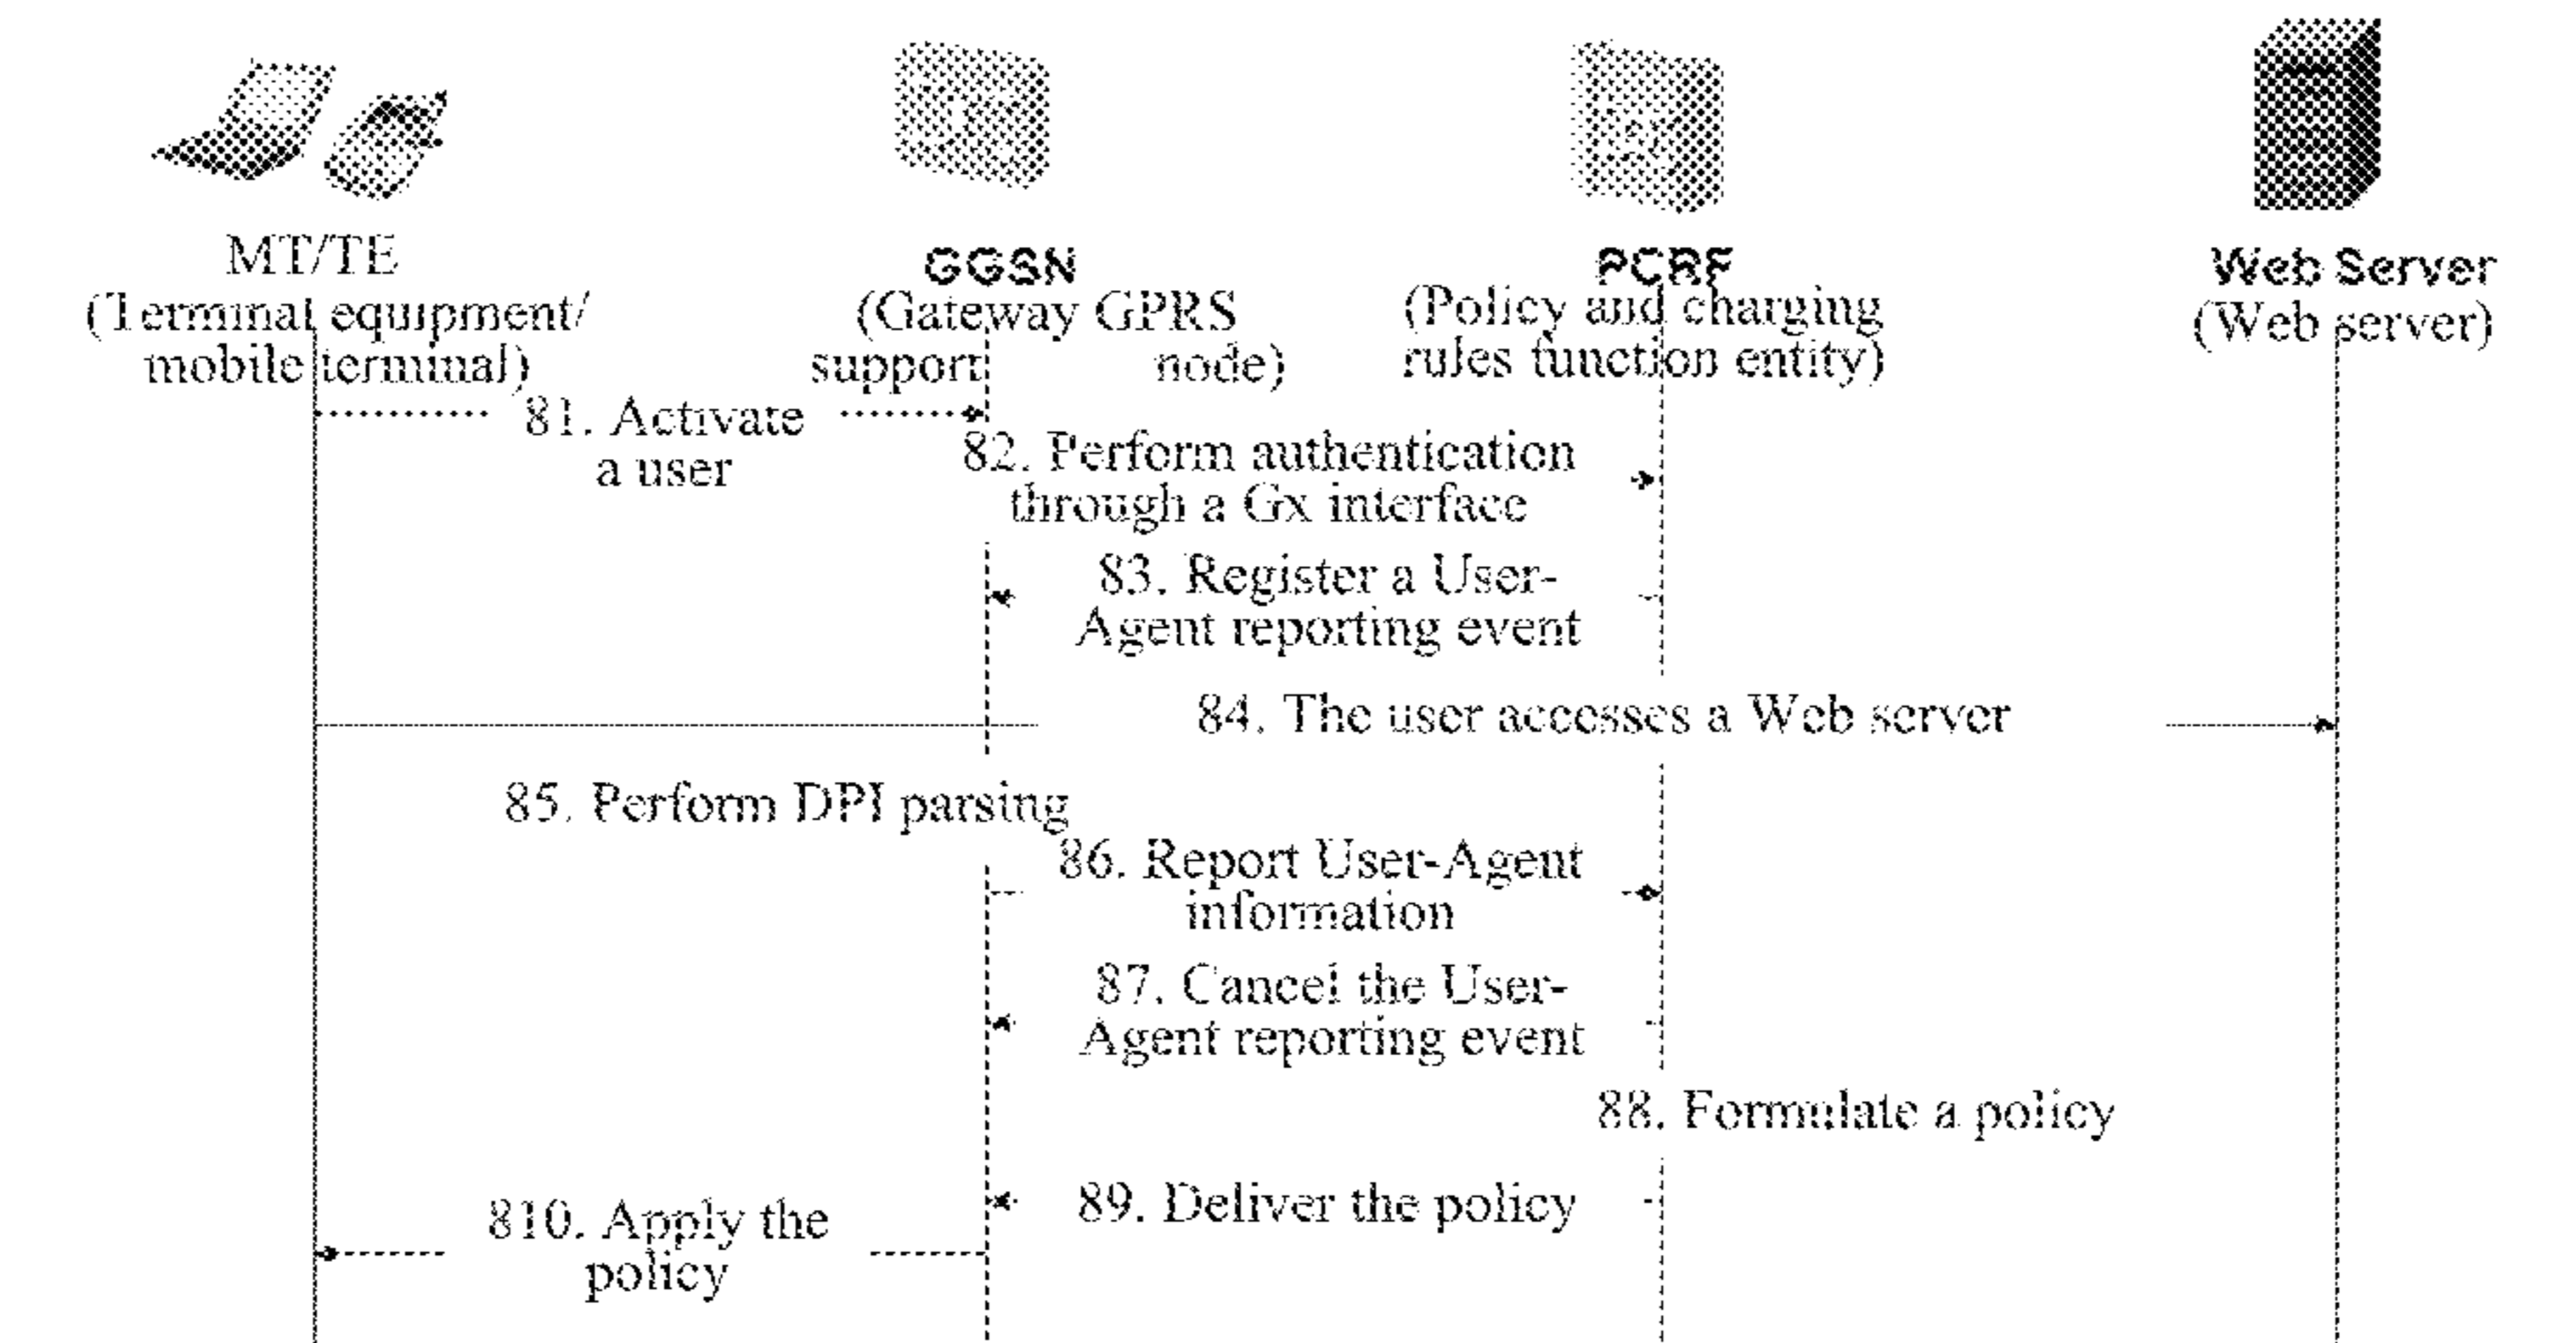 MT/TE
(Terminal equipment/
mobile terminal)
GGSN
(Gateway GPRS
support node)
PCRF
(Policy and charging
rules function entity)
Web Server
(Web server)
81. Activate
a user
82. Perform authentication
through a Gx interface
83. Register a User-
Agent reporting event
84. The user accesses a Web server
85. Perform DPI parsing
86. Report User-Agent
information
87. Cancel the User-
Agent reporting event
88. Formulate a policy
89. Deliver the policy
810. Apply the
policy